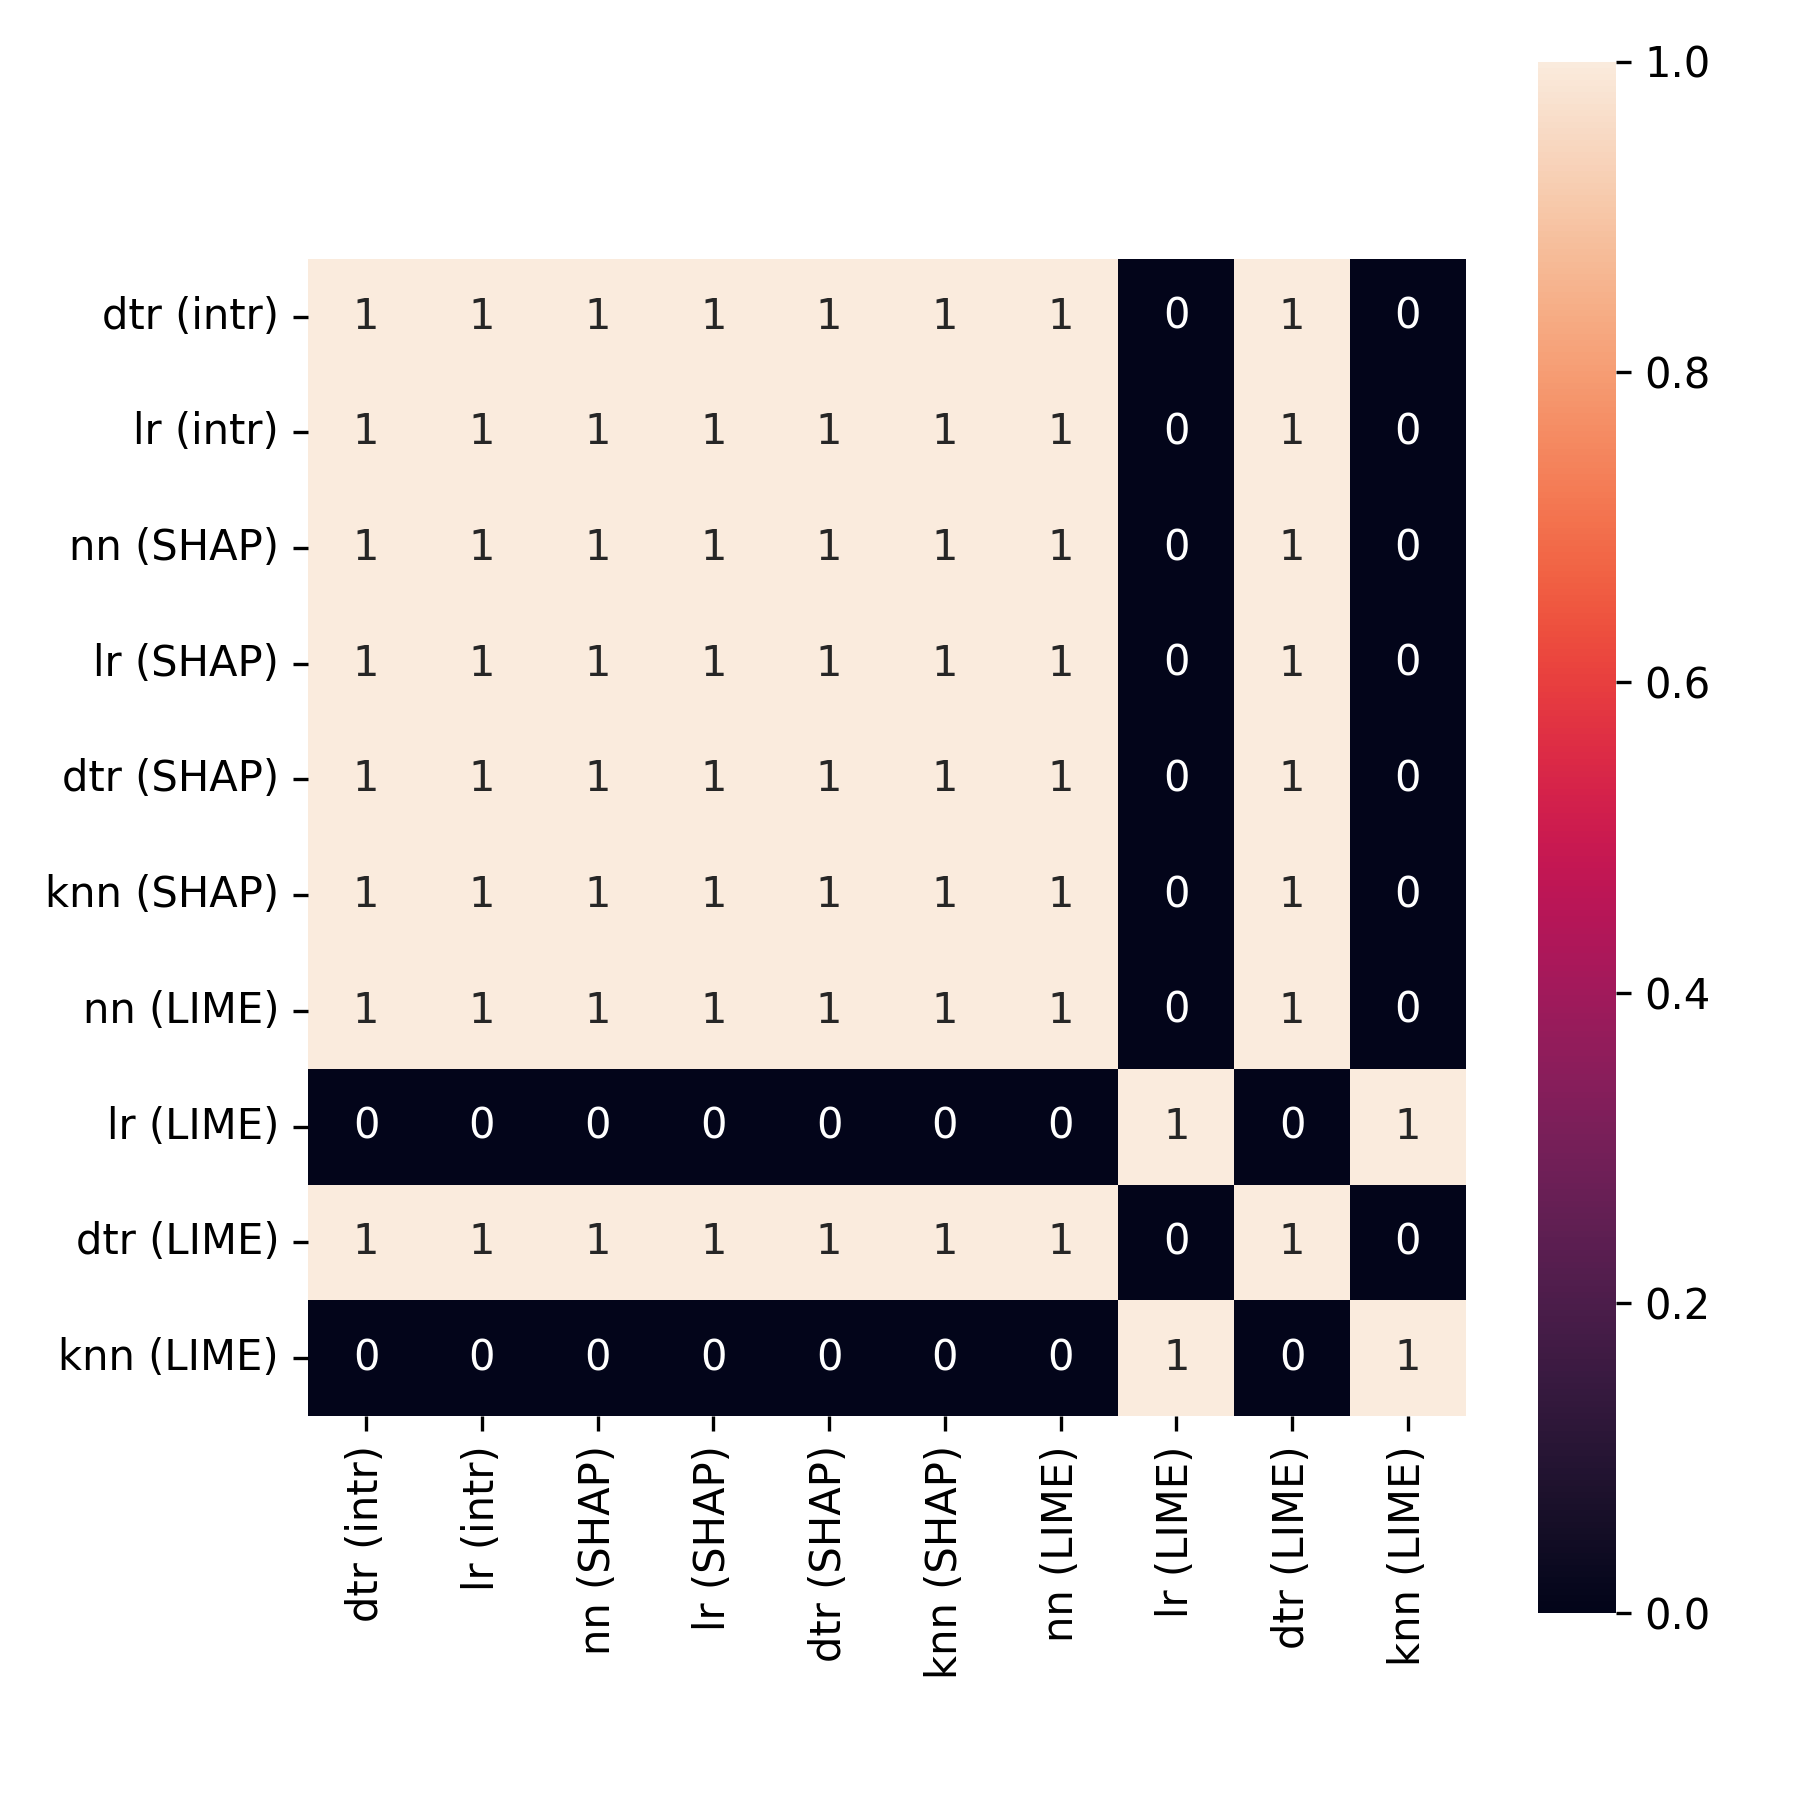 dtr (intr) 1 1 1 1 1 1 1 0 1 0
lr (intr) 1 1 1 1 1 1 1 0 1 0
nn (SHAP) 1 1 1 1 1 1 1 0 1 0
lr (SHAP) 1 1 1 1 1 1 1 0 1 0
dtr (SHAP) 1 1 1 1 1 1 1 0 1 0
knn (SHAP) 1 1 1 1 1 1 1 0 1 0
nn (LIME) 1 1 1 1 1 1 1 0 1 0
lr (LIME) 0 0 0 0 0 0 0 1 0 1
dtr (LIME) 1 1 1 1 1 1 1 0 1 0
knn (LIME) 0 0 0 0 0 0 0 1 0 1
dtr (intr)
lr (intr)
nn (SHAP)
lr (SHAP)
dtr (SHAP)
knn (SHAP)
nn (LIME)
lr (LIME)
dtr (LIME)
knn (LIME)
1.0
0.8
0.6
0.4
0.2
0.0